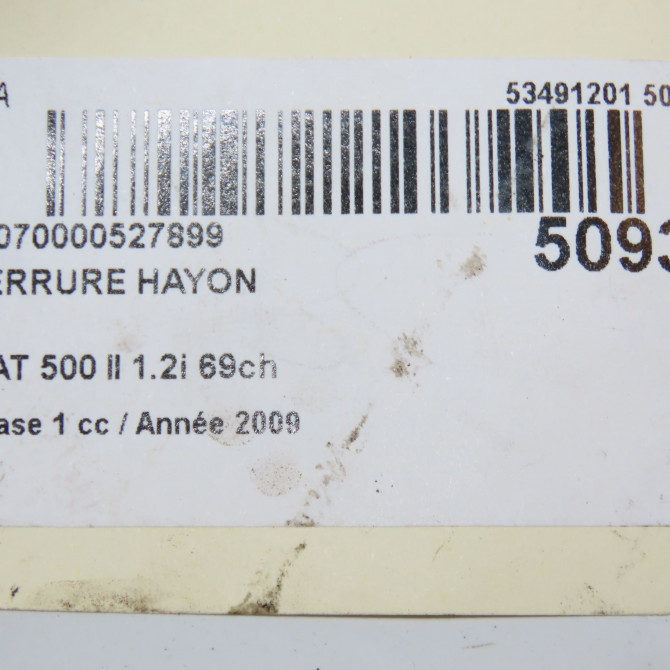 A 53491201 50
070000527899 5093
ERRURE HAYON
AT 500 II 1.2i 69ch
ase 1 cc / Année 2009